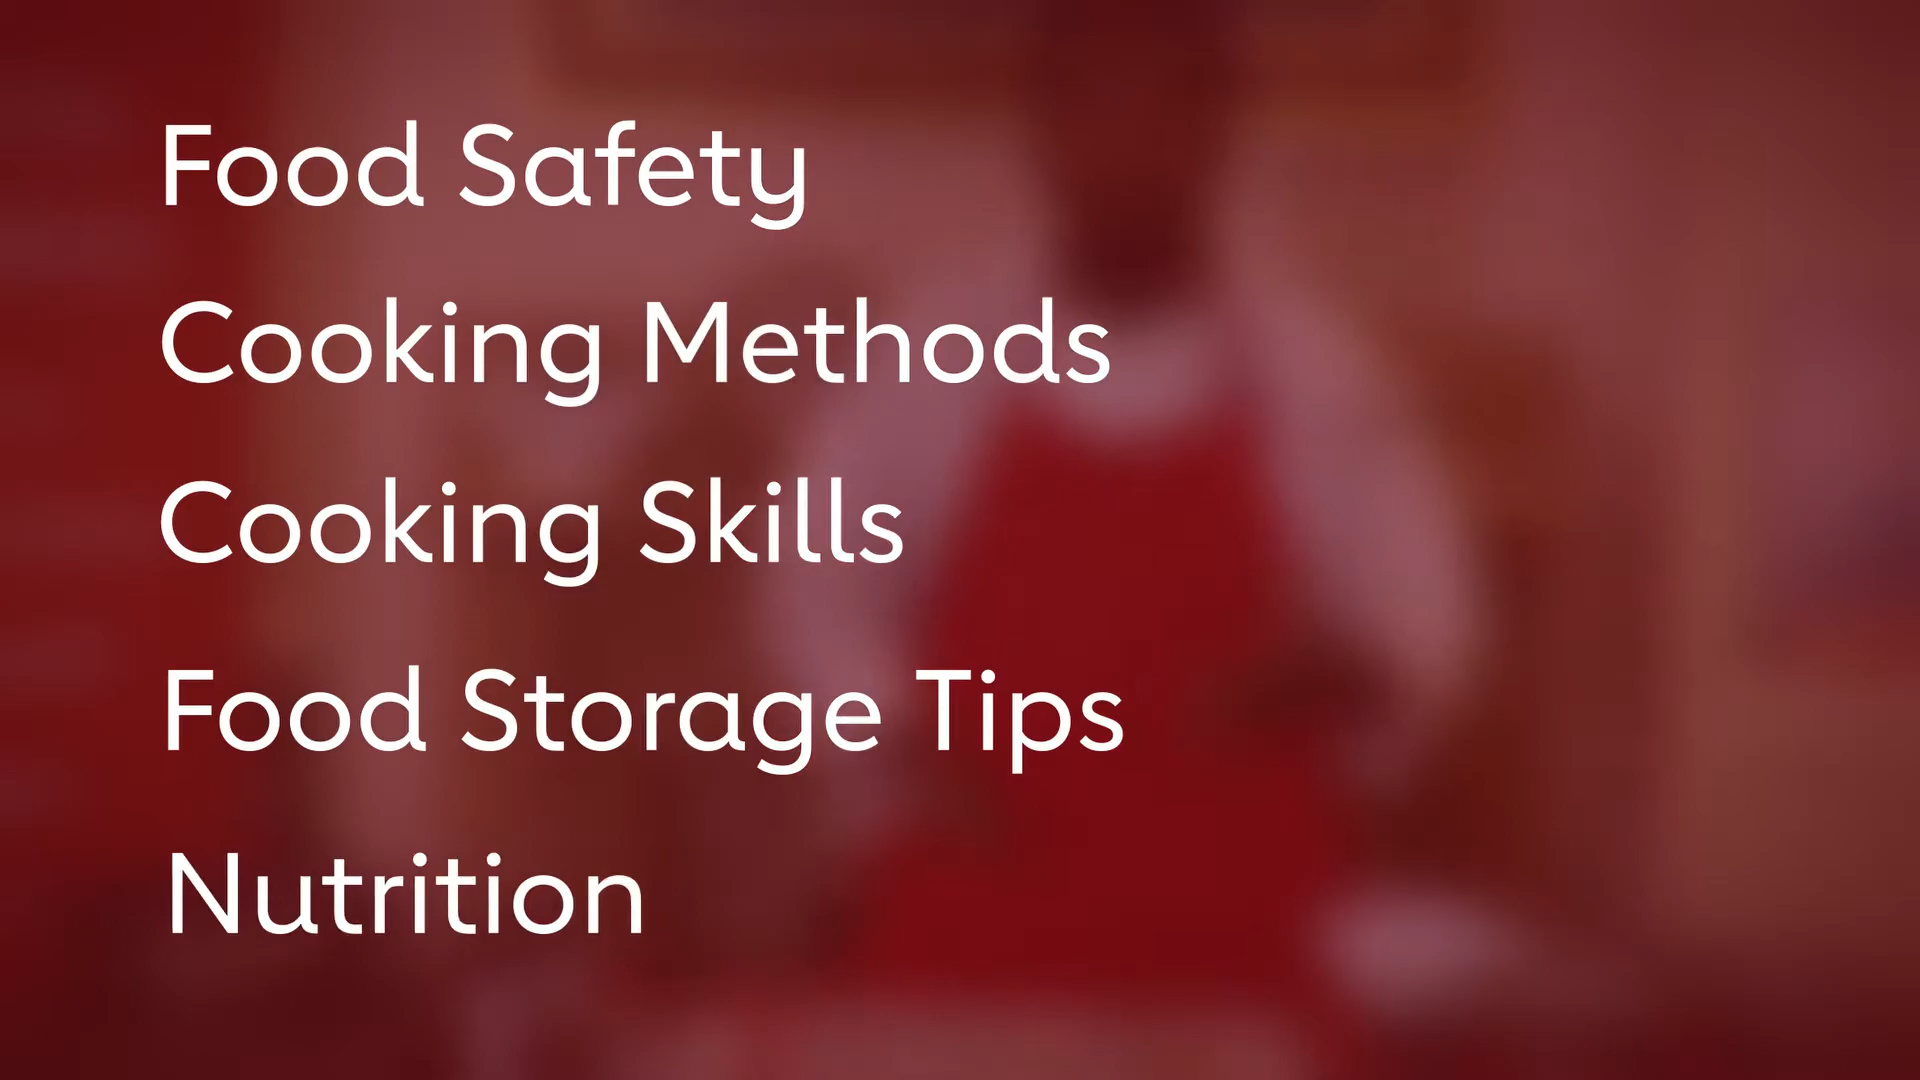 Food Safety
Cooking Methods
Cooking Skills
Food Storage Tips
Nutrition